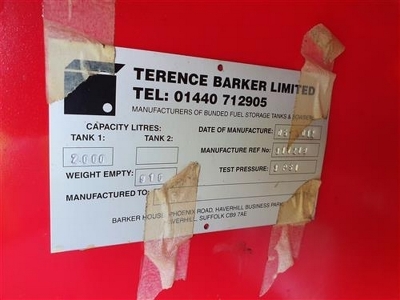 TERENCE BARKER LIMITED
TEL: 01440 712905
MANUFACTURERS OF BUNDED FUEL STORAGE TANKS &
CAPACITY LITRES:
DATE OF MANUFACTURE:
TANK 1: TANK 2:
MANUFACTURE REF No:
2000
TEST PRESSURE:
WEIGHT EMPTY:
MANUFACTURED TO:
BARKER HOUSE, PHOENIX ROAD, HAVERHILL BUSINESS PARK
HAVERHILL, SUFFOLK CB9 7AE